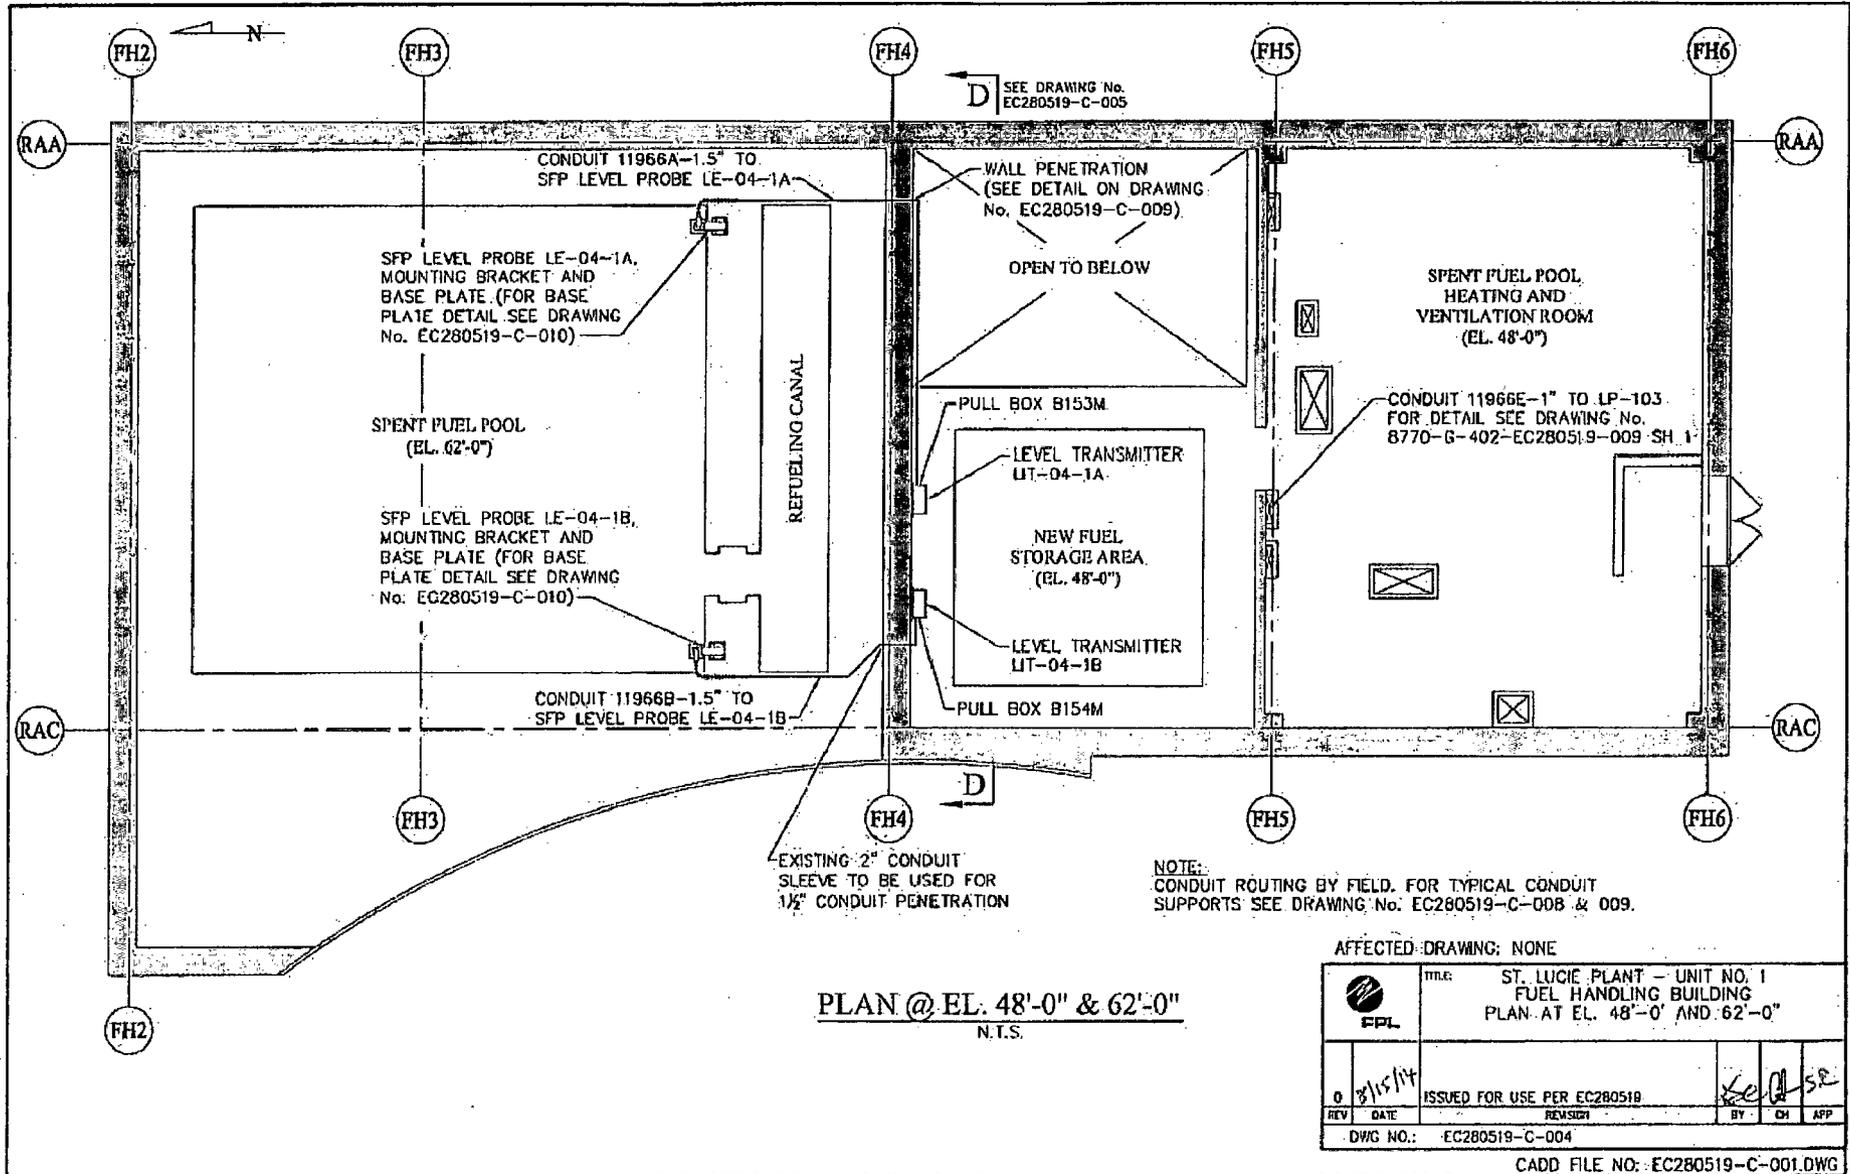 N
FH2
FH3
FH4
FH5
FH6
D
SEE DRAWING No.
EC280519-C-005
RAA
RAA
CONDUIT 11966A-1.5" TO
SFP LEVEL PROBE LE-04-1A
WALL PENETRATION
(SEE DETAIL ON DRAWING
No. EC280519-C-009)
SFP LEVEL PROBE LE-04-1A,
MOUNTING BRACKET AND
BASE PLATE (FOR BASE
PLATE DETAIL SEE DRAWING
No. EC280519-C-010)
OPEN TO BELOW
SPENT FUEL POOL
HEATING AND
VENTILATION ROOM
(EL. 48'-0")
SPENT FUEL POOL
(EL. 62'-0")
REFUELING CANAL
PULL BOX B153M
LEVEL TRANSMITTER
LIT-04-1A
CONDUIT 11966E-1" TO LP-103
FOR DETAIL SEE DRAWING No.
8770-G-402-EC280519-009 SH 1
SFP LEVEL PROBE LE-04-1B,
MOUNTING BRACKET AND
BASE PLATE (FOR BASE
PLATE DETAIL SEE DRAWING
No. EC280519-C-010)
NEW FUEL
STORAGE AREA
(EL. 48'-0")
LEVEL TRANSMITTER
LIT-04-1B
CONDUIT 11966B-1.5" TO
SFP LEVEL PROBE LE-04-1B
PULL BOX B154M
RAC
RAC
D
FH3
FH4
FH5
FH6
EXISTING 2" CONDUIT
SLEEVE TO BE USED FOR
1½" CONDUIT PENETRATION
NOTE:
CONDUIT ROUTING BY FIELD. FOR TYPICAL CONDUIT
SUPPORTS SEE DRAWING No. EC280519-C-008 & 009.
FH2
PLAN @ EL. 48'-0" & 62'-0"
N.T.S.
AFFECTED DRAWING: NONE
FPL
TITLE: ST. LUCIE PLANT - UNIT NO. 1
FUEL HANDLING BUILDING
PLAN AT EL. 48'-0' AND 62'-0"
0 3/15/14 ISSUED FOR USE PER EC280519 SR
REV DATE REVISION BY CH APP
DWG NO.: EC280519-C-004
CADD FILE NO: EC280519-C-001.DWG